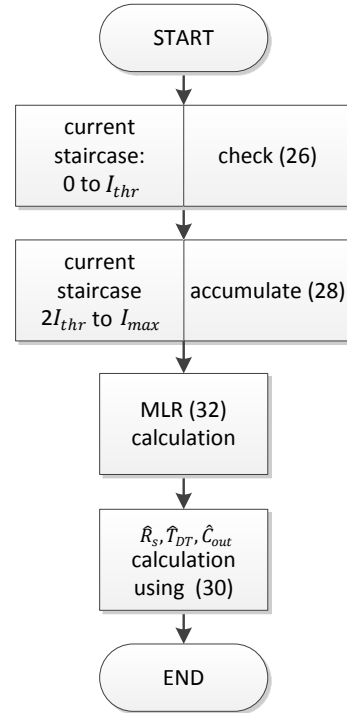 START
current
staircase:
0 to I_thr
check (26)
current
staircase
2I_thr to I_max
accumulate (28)
MLR (32)
calculation
R̂_s, T̂_DT, Ĉ_out
calculation
using (30)
END